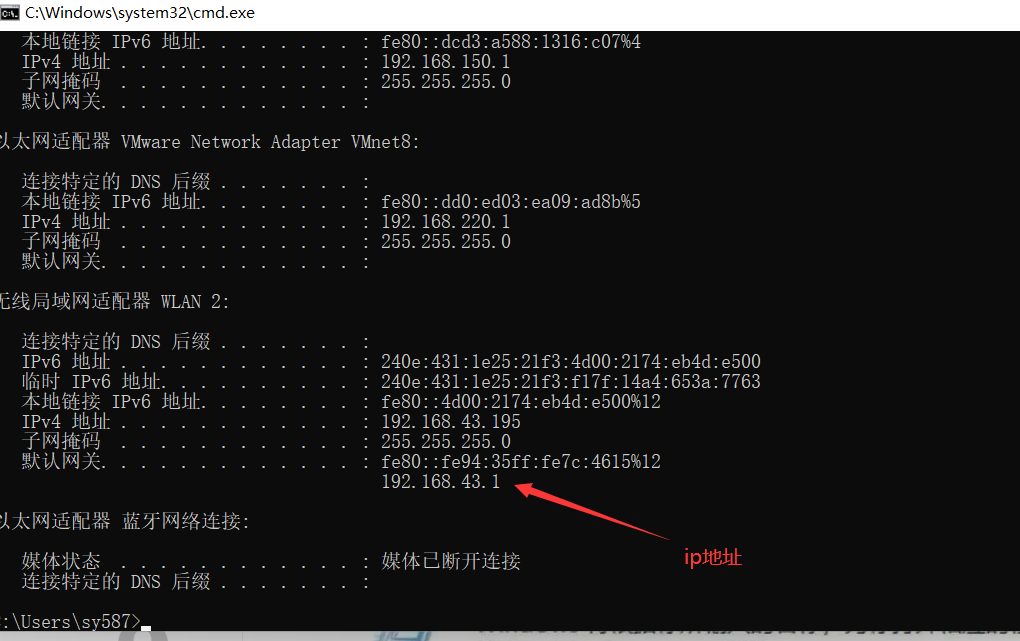 C:\Windows\system32\cmd.exe
本地链接 IPv6 地址. . . . . . . . : fe80::dcd3:a588:1316:c07%4
IPv4 地址 . . . . . . . . . . . . : 192.168.150.1
子网掩码 . . . . . . . . . . . . : 255.255.255.0
默认网关. . . . . . . . . . . . . :
以太网适配器 VMware Network Adapter VMnet8:
连接特定的 DNS 后缀 . . . . . . . :
本地链接 IPv6 地址. . . . . . . . : fe80::dd0:ed03:ea09:ad8b%5
IPv4 地址 . . . . . . . . . . . . : 192.168.220.1
子网掩码 . . . . . . . . . . . . : 255.255.255.0
默认网关. . . . . . . . . . . . . :
无线局域网适配器 WLAN 2:
连接特定的 DNS 后缀 . . . . . . . :
IPv6 地址 . . . . . . . . . . . . : 240e:431:1e25:21f3:4d00:2174:eb4d:e500
临时 IPv6 地址. . . . . . . . . . : 240e:431:1e25:21f3:f17f:14a4:653a:7763
本地链接 IPv6 地址. . . . . . . . : fe80::4d00:2174:eb4d:e500%12
IPv4 地址 . . . . . . . . . . . . : 192.168.43.195
子网掩码 . . . . . . . . . . . . : 255.255.255.0
默认网关. . . . . . . . . . . . . : fe80::fe94:35ff:fe7c:4615%12
192.168.43.1
ip地址
以太网适配器 蓝牙网络连接:
媒体状态 . . . . . . . . . . . . : 媒体已断开连接
连接特定的 DNS 后缀 . . . . . . . :
:\Users\sy587>